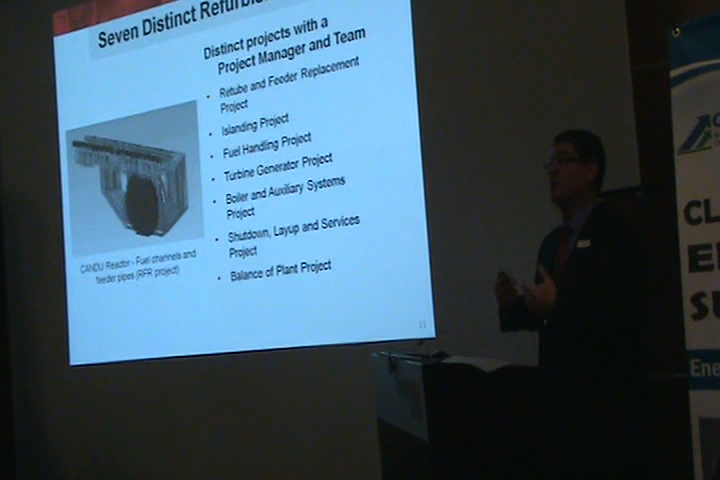 Seven Distinct
Distinct projects with a
Project Manager and Team
• Retube and Feeder Replacement
Project
• Islanding Project
• Fuel Handling Project
• Turbine Generator Project
• Boiler and Auxiliary Systems
Project
• Shutdown, Layup and Services
Project
• Balance of Plant Project
CANDU Reactor - Fuel channels and
feeder pipes (RFR project)
11